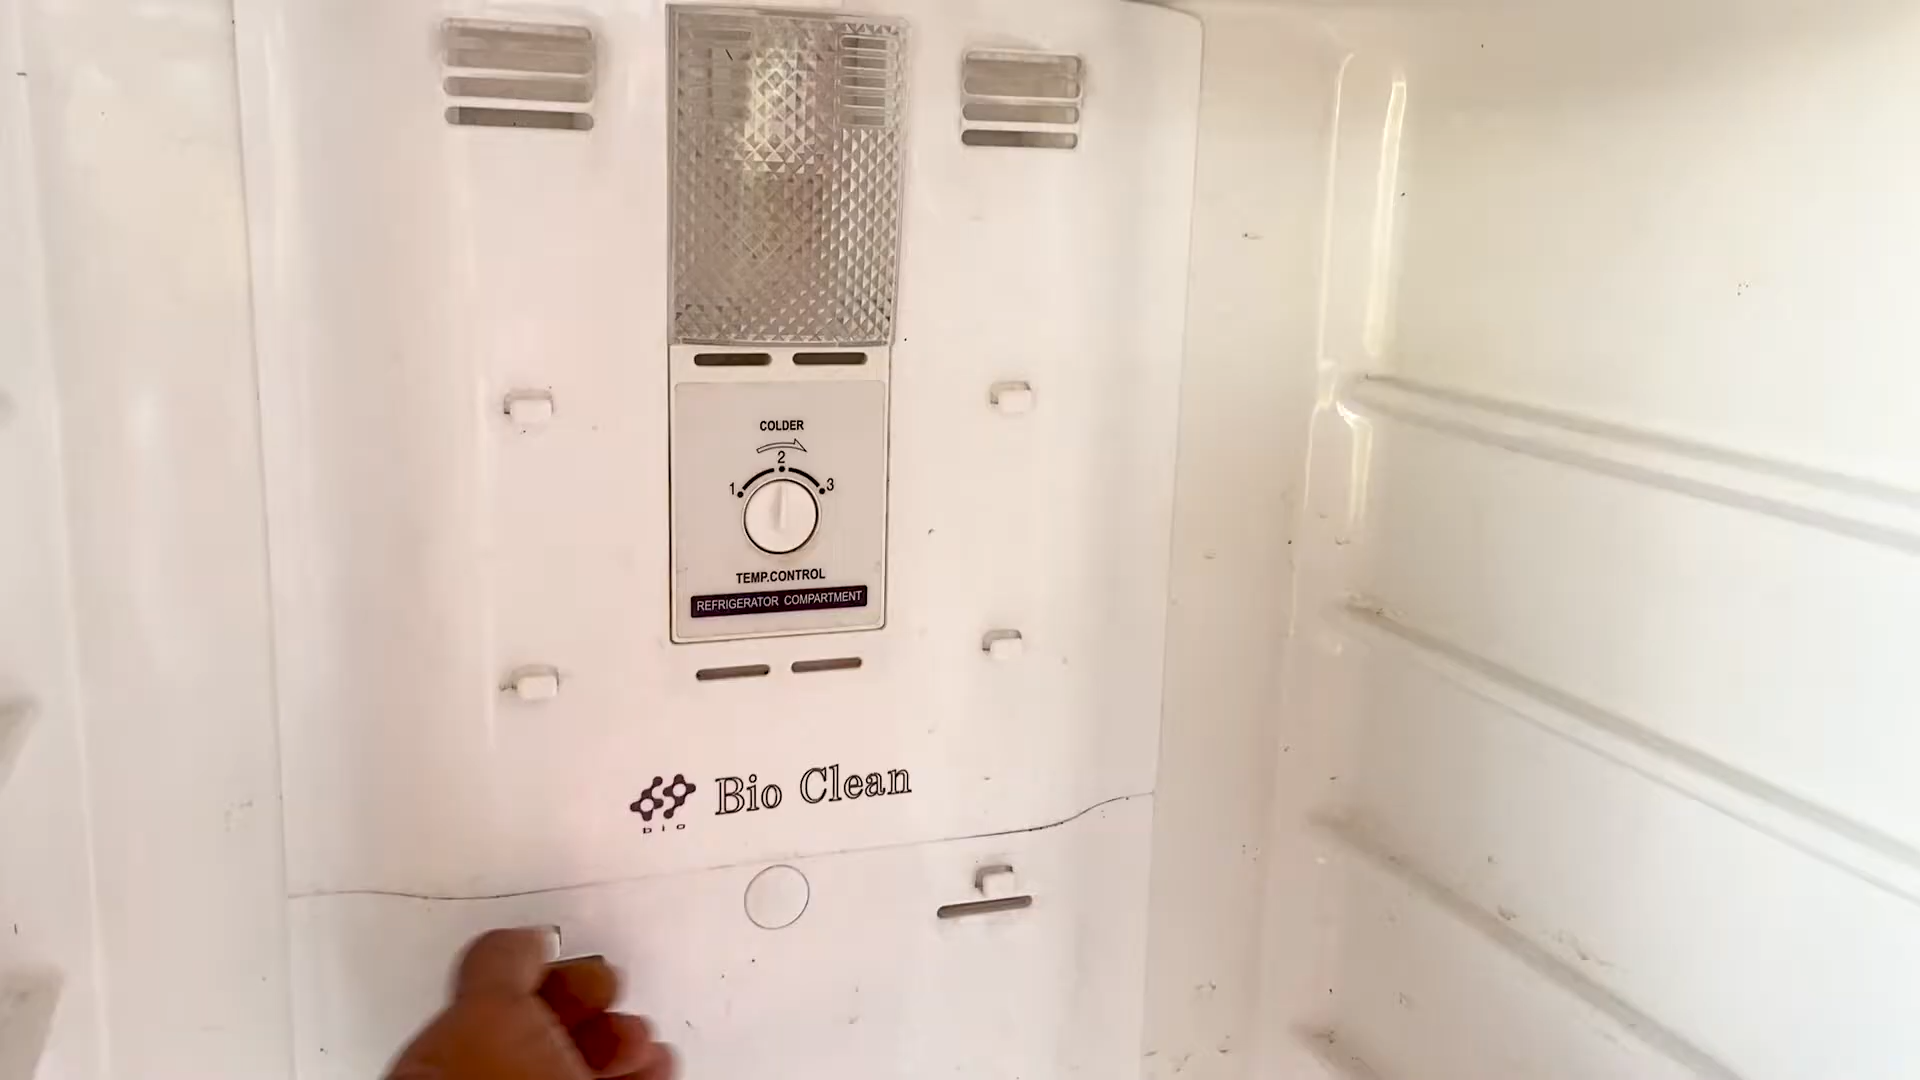 COLDER
2
1 3
TEMP.CONTROL
REFRIGERATOR COMPARTMENT
Bio Clean
bio